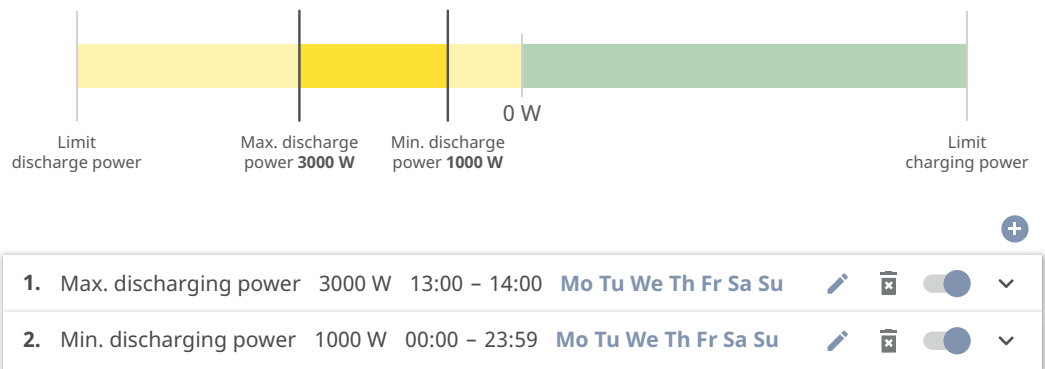 0 W
Limit
discharge power
Max. discharge
power 3000 W
Min. discharge
power 1000 W
Limit
charging power
1. Max. discharging power 3000 W 13:00 – 14:00 Mo Tu We Th Fr Sa Su
2. Min. discharging power 1000 W 00:00 – 23:59 Mo Tu We Th Fr Sa Su